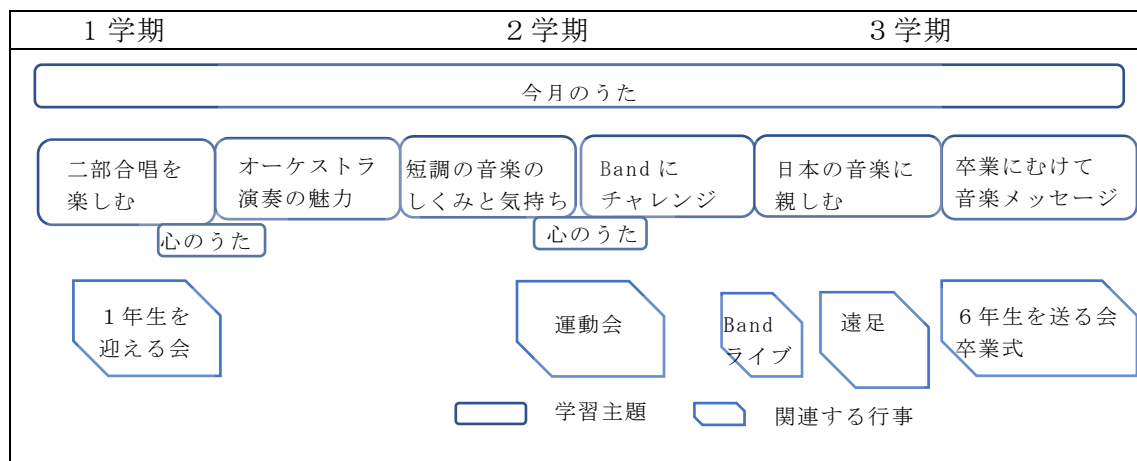 １学期 ２学期 ３学期
今月のうた
二部合唱を
楽しむ
オーケストラ
演奏の魅力
短調の音楽の
しくみと気持ち
Bandに
チャレンジ
日本の音楽に
親しむ
卒業にむけて
音楽メッセージ
心のうた
心のうた
１年生を
迎える会
運動会
Band
ライブ
遠足
６年生を送る会
卒業式
学習主題
関連する行事